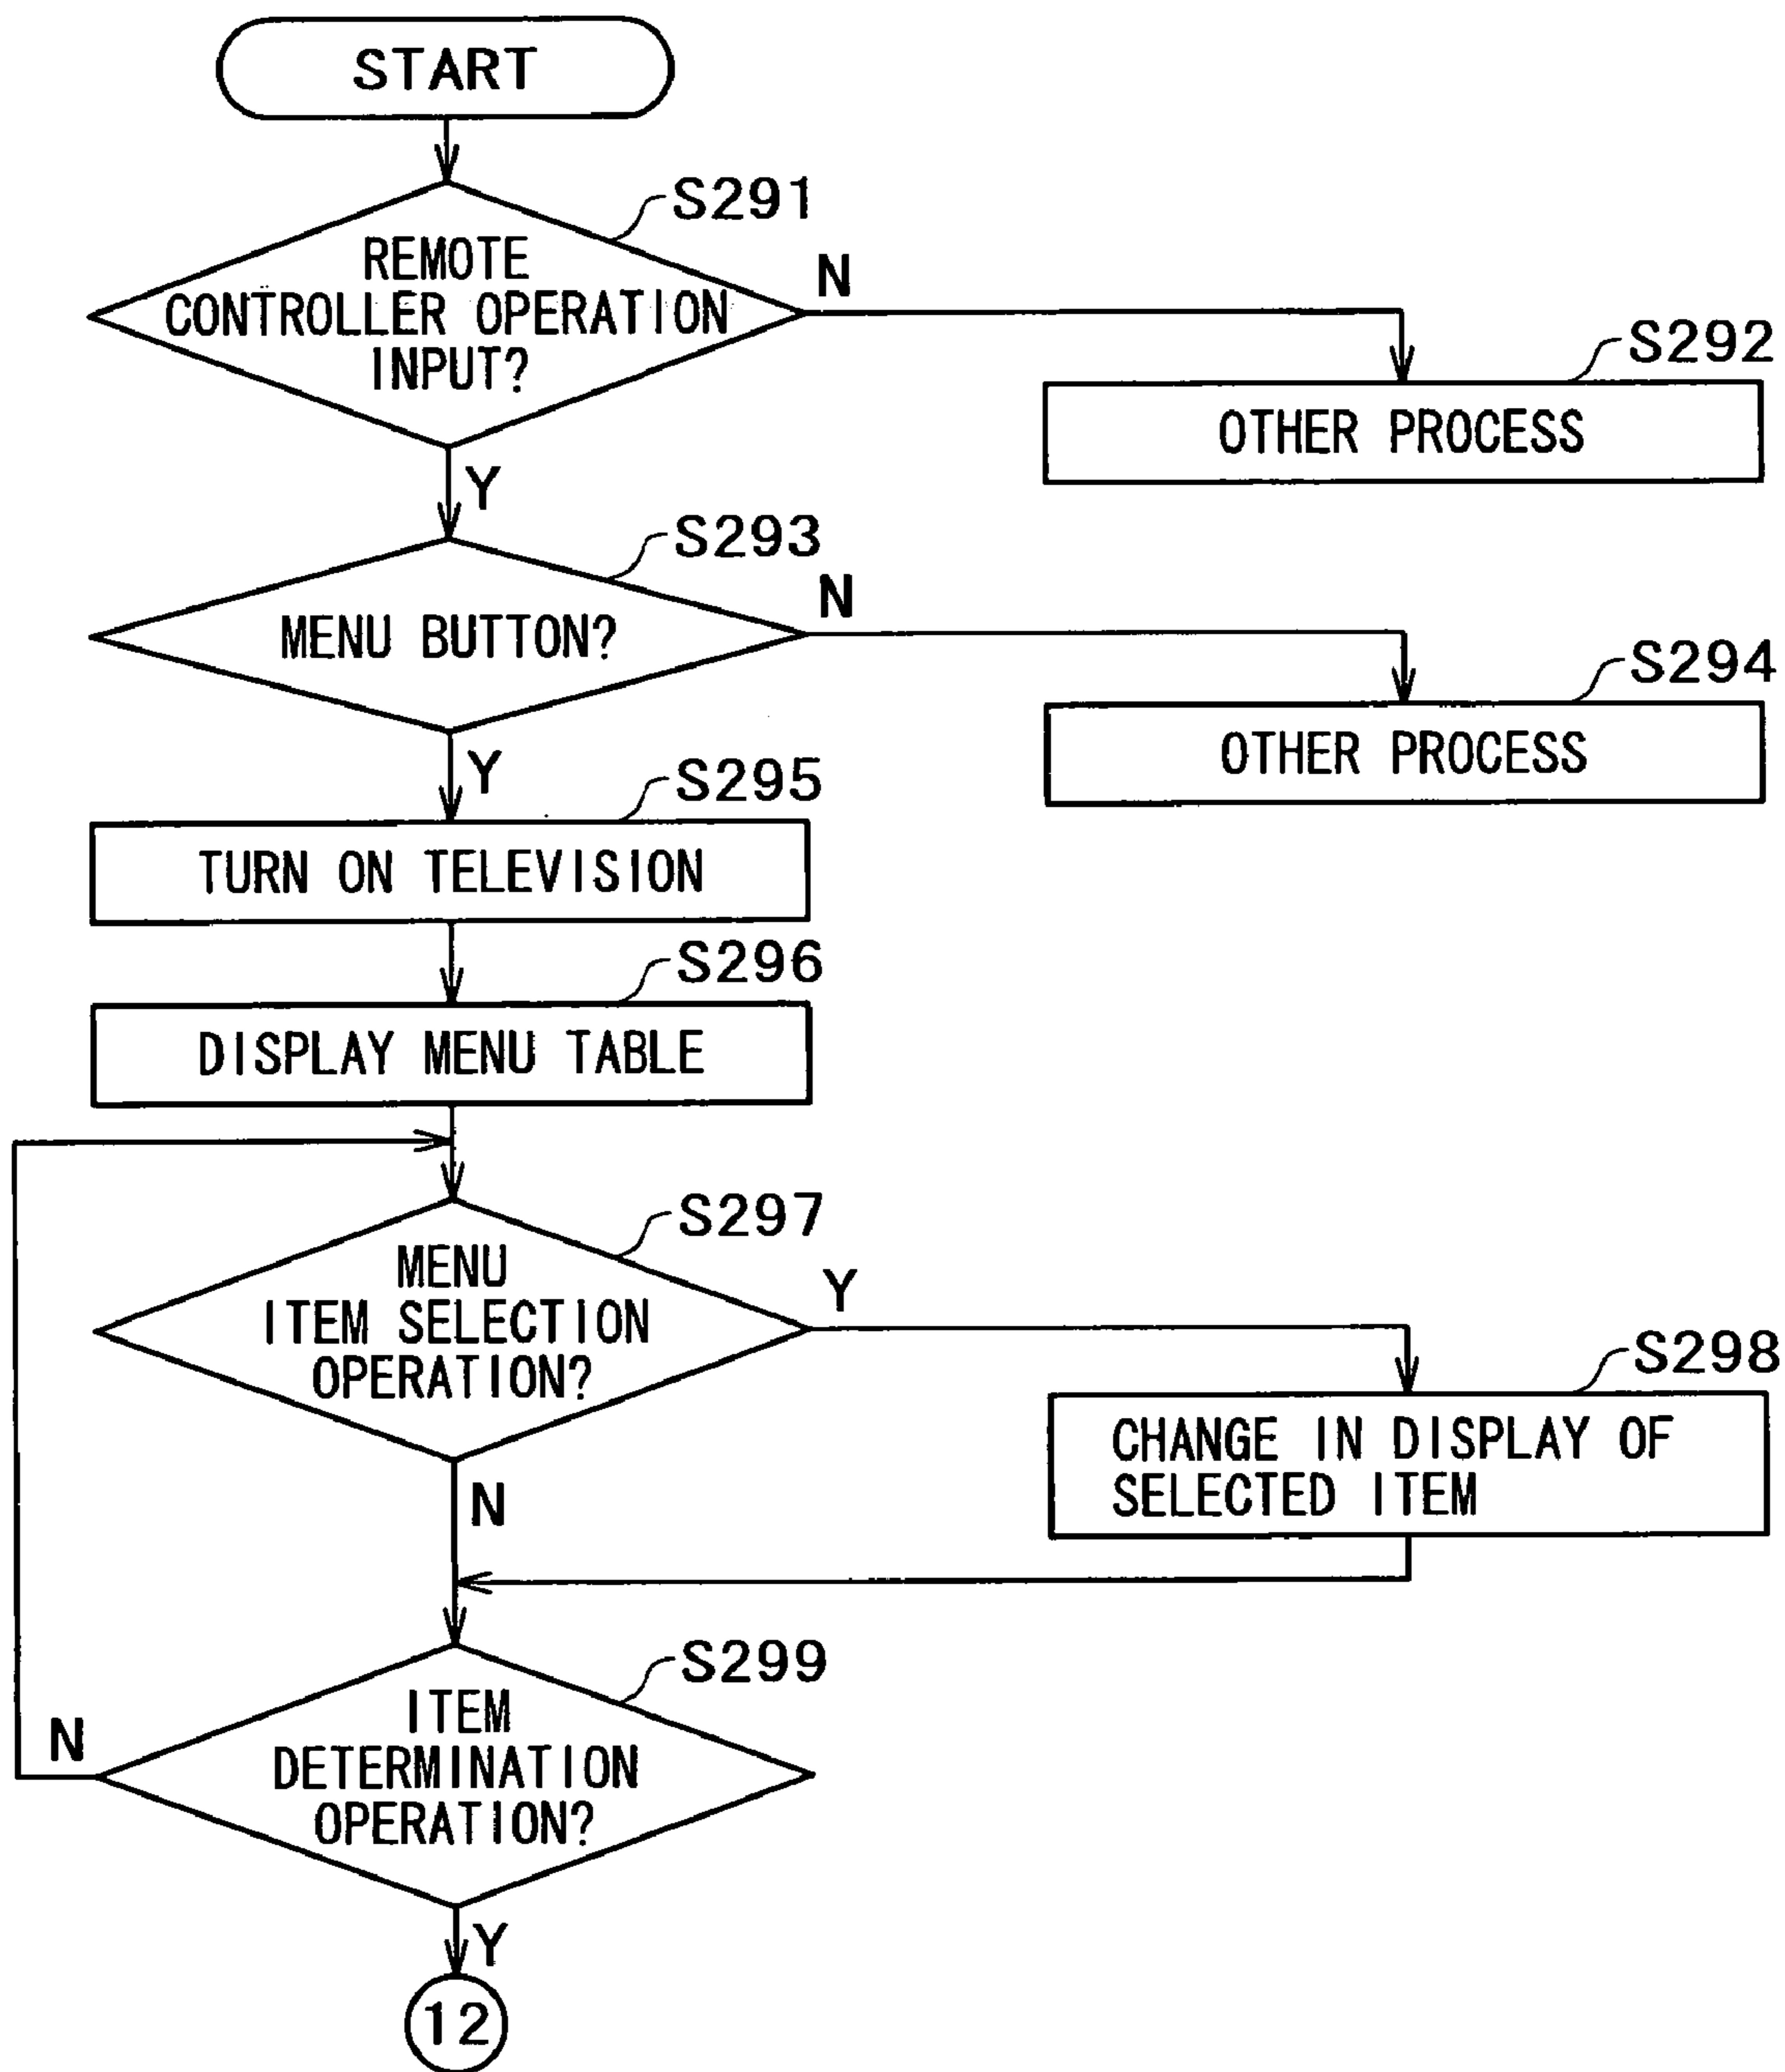 START
S291
REMOTE
CONTROLLER OPERATION
INPUT?
N
S292
OTHER PROCESS
Y
S293
MENU BUTTON?
N
S294
OTHER PROCESS
Y
S295
TURN ON TELEVISION
S296
DISPLAY MENU TABLE
S297
MENU
ITEM SELECTION
OPERATION?
Y
S298
CHANGE IN DISPLAY OF
SELECTED ITEM
N
S299
ITEM
DETERMINATION
OPERATION?
N
Y
12